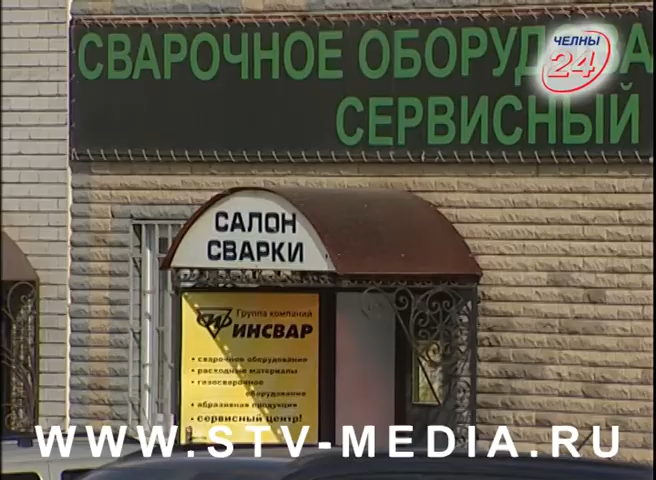 СВАРОЧНОЕ ОБОРУД
СЕРВИСНЫЙ
ЧЕЛНЫ
24
САЛОН
СВАРКИ
Группа компаний
ИНСВАР
• сварочное оборудование
• расходные материалы
• газосварочное
оборудование
• абразивная продукция
• сервисный центр!
WWW.STV-MEDIA.RU